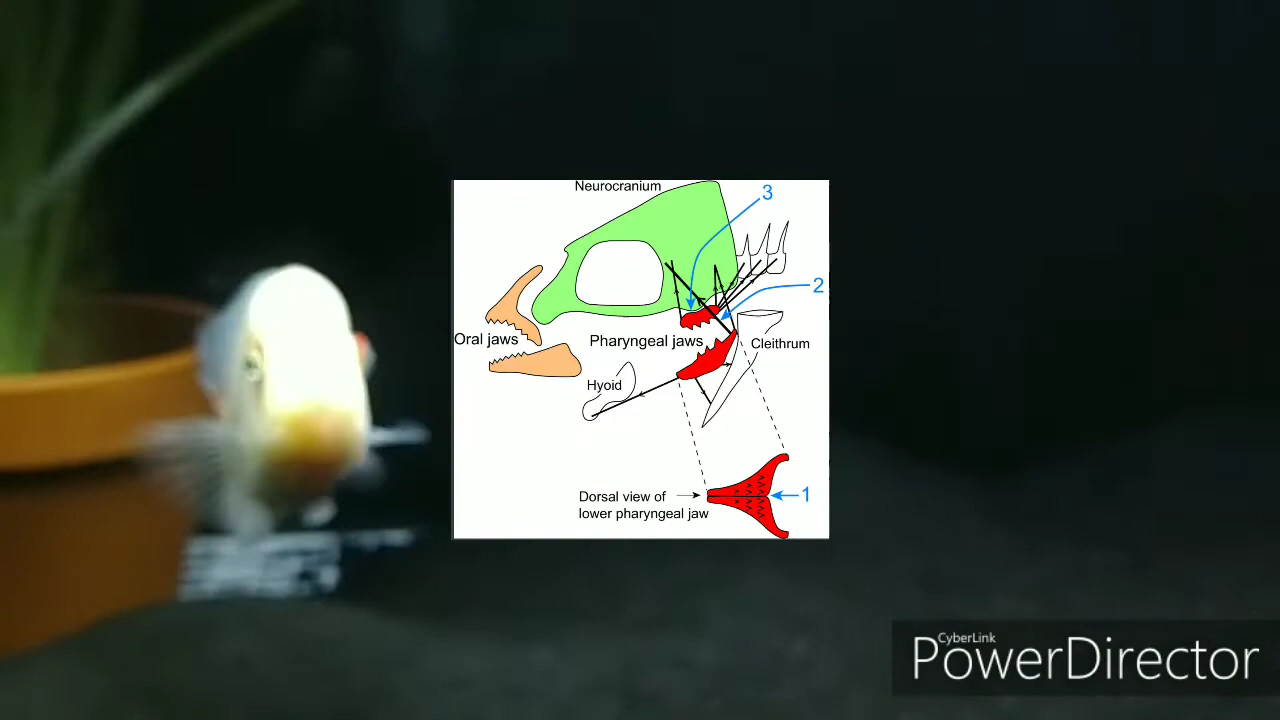 Neurocranium
3
2
Oral jaws
Pharyngeal jaws
Cleithrum
Hyoid
Dorsal view of
lower pharyngeal jaw
1
CyberLink
PowerDirector